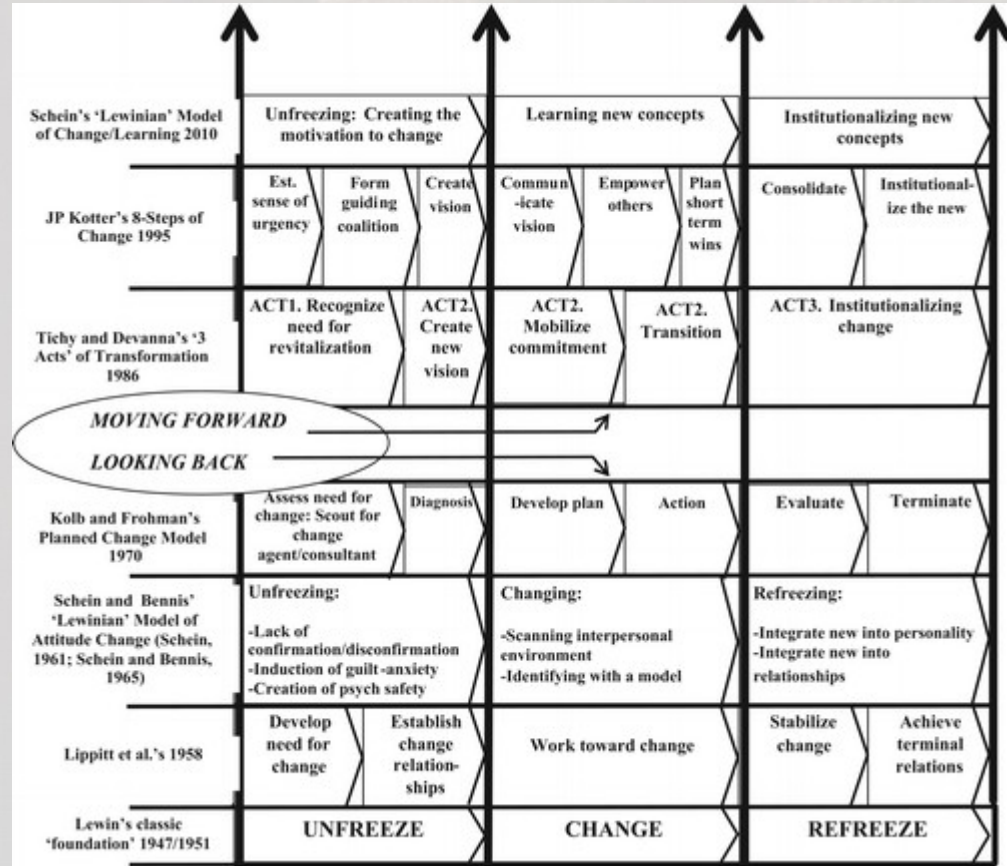 Schein's 'Lewinian' Model
of Change/Learning 2010
Unfreezing: Creating the
motivation to change
Learning new concepts
Institutionalizing new
concepts
JP Kotter's 8-Steps of
Change 1995
Est.
sense of
urgency
Form
guiding
coalition
Create
vision
Commun
-icate
vision
Empower
others
Plan
short
term
wins
Consolidate
Institutional-
ize the new
Tichy and Devanna's '3
Acts' of Transformation
1986
ACT1. Recognize
need for
revitalization
ACT2.
Create
new
vision
ACT2.
Mobilize
commitment
ACT2.
Transition
ACT3. Institutionalizing
change
MOVING FORWARD
LOOKING BACK
Kolb and Frohman's
Planned Change Model
1970
Assess need for
change: Scout for
change
agent/consultant
Diagnosis
Develop plan
Action
Evaluate
Terminate
Schein and Bennis'
'Lewinian' Model of
Attitude Change (Schein,
1961; Schein and Bennis,
1965)
Unfreezing:
-Lack of
confirmation/disconfirmation
-Induction of guilt-anxiety
-Creation of psych safety
Changing:
-Scanning interpersonal
environment
-Identifying with a model
Refreezing:
-Integrate new into personality
-Integrate new into
relationships
Lippitt et al.'s 1958
Develop
need for
change
Establish
change
relation-
ships
Work toward change
Stabilize
change
Achieve
terminal
relations
Lewin's classic
'foundation' 1947/1951
UNFREEZE
CHANGE
REFREEZE